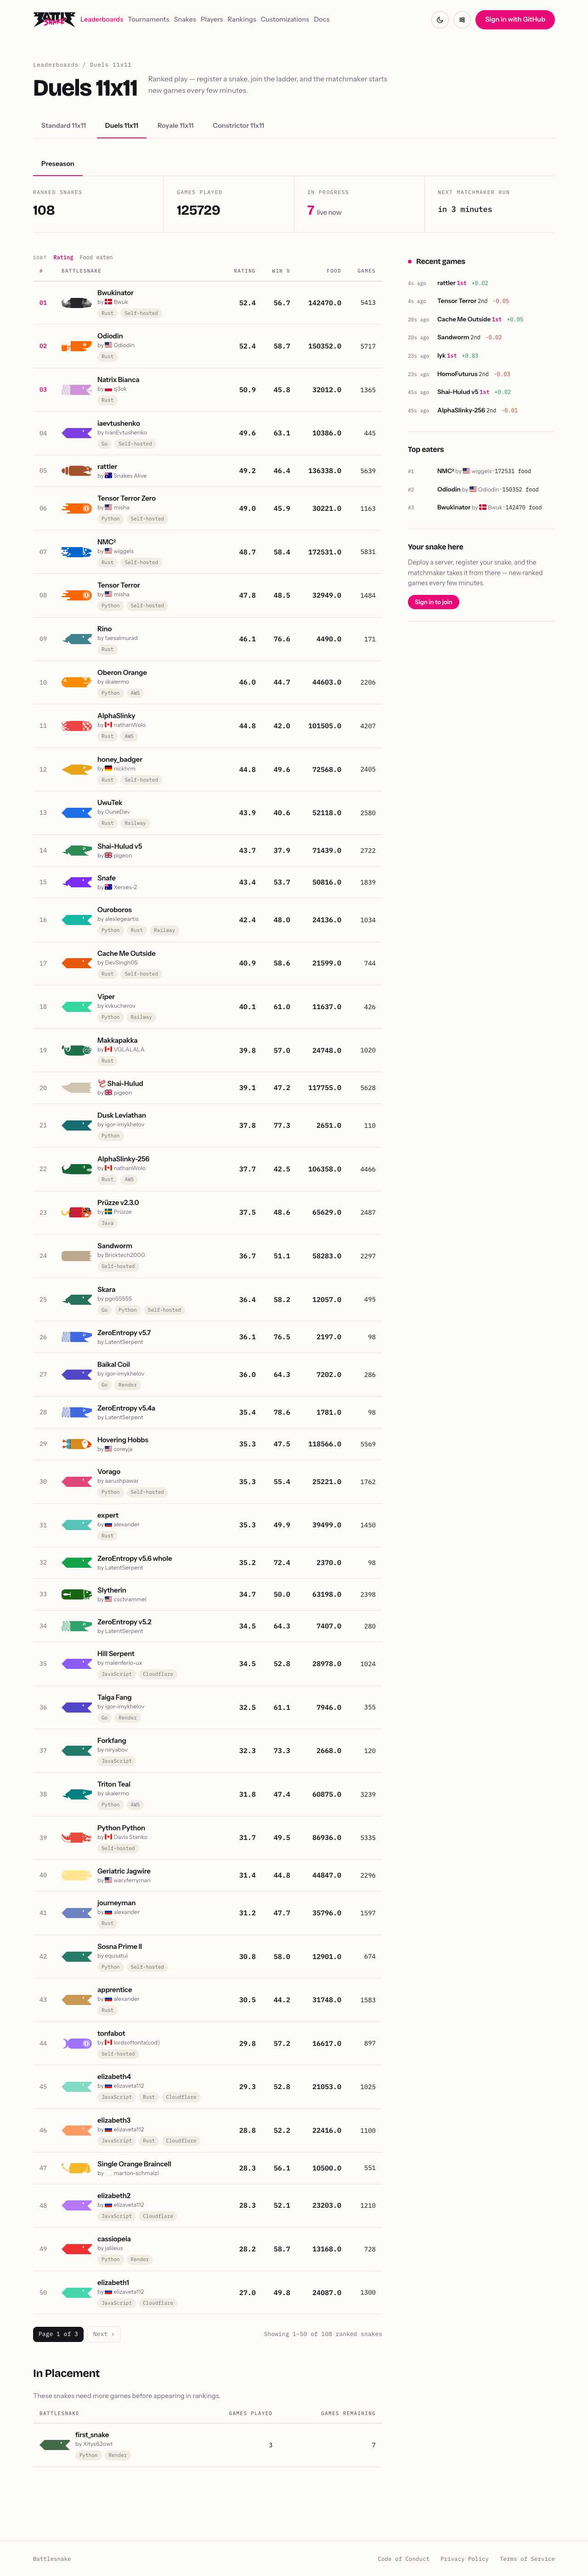 BATTLE SNAKE Leaderboards Tournaments Snakes Players Rankings Customizations Docs Sign in with GitHub
Leaderboards / Duels 11x11
Duels 11x11
Ranked play — register a snake, join the ladder, and the matchmaker starts
new games every few minutes.
Standard 11x11 Duels 11x11 Royale 11x11 Constrictor 11x11
Preseason
RANKED SNAKES GAMES PLAYED IN PROGRESS NEXT MATCHMAKER RUN
108 125729 7 live now in 3 minutes
SORT Rating Food eaten
# BATTLESNAKE RATING WIN % FOOD GAMES
01 Bwukinator 52.4 56.7 142470.0 5413
by Bwuk
Rust Self-hosted
02 Odiodin 52.4 58.7 150352.0 5717
by Odiodin
Rust
03 Natrix Bianca 50.9 45.8 32012.0 1365
by q3ok
Rust
04 iaevtushenko 49.6 63.1 10386.0 445
by IvanEvtushenko
Go Self-hosted
05 rattler 49.2 46.4 136338.0 5639
by Snakes Alive
06 Tensor Terror Zero 49.0 45.9 30221.0 1163
by misha
Python Self-hosted
07 NMC² 48.7 58.4 172531.0 5831
by wiggels
Rust Self-hosted
08 Tensor Terror 47.8 48.5 32949.0 1484
by misha
Python Self-hosted
09 Rino 46.1 76.6 4490.0 171
by faesalmurad
Rust
10 Oberon Orange 46.0 44.7 44603.0 2206
by skalermo
Python AWS
11 AlphaSlinky 44.8 42.0 101505.0 4207
by nathanWolo
Rust AWS
12 honey_badger 44.8 49.6 72568.0 2405
by nickhrm
Rust Self-hosted
13 UwuTek 43.9 40.6 52118.0 2580
by OuneDev
Rust Railway
14 Shai-Hulud v5 43.7 37.9 71439.0 2722
by pigeon
15 Snafe 43.4 53.7 50816.0 1839
by Xerxes-2
16 Ouroboros 42.4 48.0 24136.0 1034
by alexlegeartis
Python Rust Railway
17 Cache Me Outside 40.9 58.6 21599.0 744
by DevSingh05
Rust Self-hosted
18 Viper 40.1 61.0 11637.0 426
by kvkucherov
Python Railway
19 Makkapakka 39.8 57.0 24748.0 1020
by VGLALALA
Rust
20 Shai-Hulud 39.1 47.2 117755.0 5628
by pigeon
21 Dusk Leviathan 37.8 77.3 2651.0 110
by igor-imykhelov
Python
22 AlphaSlinky-256 37.7 42.5 106358.0 4466
by nathanWolo
Rust AWS
23 Prüzze v2.3.0 37.5 48.6 65629.0 2487
by Prüzze
Java
24 Sandworm 36.7 51.1 58283.0 2297
by Bricktech2000
Self-hosted
25 Skara 36.4 58.2 12057.0 495
by pgn55555
Go Python Self-hosted
26 ZeroEntropy v5.7 36.1 76.5 2197.0 98
by LatentSerpent
27 Baikal Coil 36.0 64.3 7202.0 286
by igor-imykhelov
Go Render
28 ZeroEntropy v5.4a 35.4 78.6 1781.0 98
by LatentSerpent
29 Hovering Hobbs 35.3 47.5 118566.0 5569
by coreyja
30 Vorago 35.3 55.4 25221.0 1762
by aarushpawar
Python Self-hosted
31 expert 35.3 49.9 39499.0 1450
by alexander
Rust
32 ZeroEntropy v5.6 whole 35.2 72.4 2370.0 98
by LatentSerpent
33 Slytherin 34.7 50.0 63198.0 2398
by cschrammel
34 ZeroEntropy v5.2 34.5 64.3 7407.0 280
by LatentSerpent
35 Hill Serpent 34.5 52.8 28978.0 1024
by malenferio-ux
JavaScript Cloudflare
36 Taiga Fang 32.5 61.1 7946.0 355
by igor-imykhelov
Go Render
37 Forkfang 32.3 73.3 2668.0 120
by niryabov
JavaScript
38 Triton Teal 31.8 47.4 60875.0 3239
by skalermo
Python AWS
39 Python Python 31.7 49.5 86936.0 5335
by Davis Stanko
Self-hosted
40 Geriatric Jagwire 31.4 44.8 44847.0 2296
by waryferryman
41 journeyman 31.2 47.7 35796.0 1597
by alexander
Rust
42 Sosna Prime II 30.8 58.0 12901.0 674
by equsatui
Python Self-hosted
43 apprentice 30.5 44.2 31748.0 1583
by alexander
Rust
44 tonfabot 29.8 57.2 16617.0 897
by lordsoftonfa(cod)
Self-hosted
45 elizabeth4 29.3 52.8 21053.0 1025
by elizaveta112
JavaScript Rust Cloudflare
46 elizabeth3 28.8 52.2 22416.0 1100
by elizaveta112
JavaScript Rust Cloudflare
47 Single Orange Braincell 28.3 56.1 10500.0 551
by marton-schmalzl
48 elizabeth2 28.3 52.1 23203.0 1210
by elizaveta112
JavaScript Cloudflare
49 cassiopeia 28.2 58.7 13168.0 728
by jalileus
Python Render
50 elizabeth1 27.0 49.8 24087.0 1300
by elizaveta112
JavaScript Cloudflare
Page 1 of 3 Next › Showing 1–50 of 108 ranked snakes
Recent games
4s ago rattler 1st +0.02
4s ago Tensor Terror 2nd -0.05
20s ago Cache Me Outside 1st +0.05
20s ago Sandworm 2nd -0.02
23s ago lyk 1st +0.83
23s ago HomoFuturus 2nd -0.03
45s ago Shai-Hulud v5 1st +0.02
45s ago AlphaSlinky-256 2nd -0.01
Top eaters
#1 NMC² by wiggels · 172531 food
#2 Odiodin by Odiodin · 150352 food
#3 Bwukinator by Bwuk · 142470 food
Your snake here
Deploy a server, register your snake, and the
matchmaker takes it from there — new ranked
games every few minutes.
Sign in to join
In Placement
These snakes need more games before appearing in rankings.
BATTLESNAKE GAMES PLAYED GAMES REMAINING
first_snake 3 7
by Xityx62owt
Python Render
Battlesnake Code of Conduct Privacy Policy Terms of Service